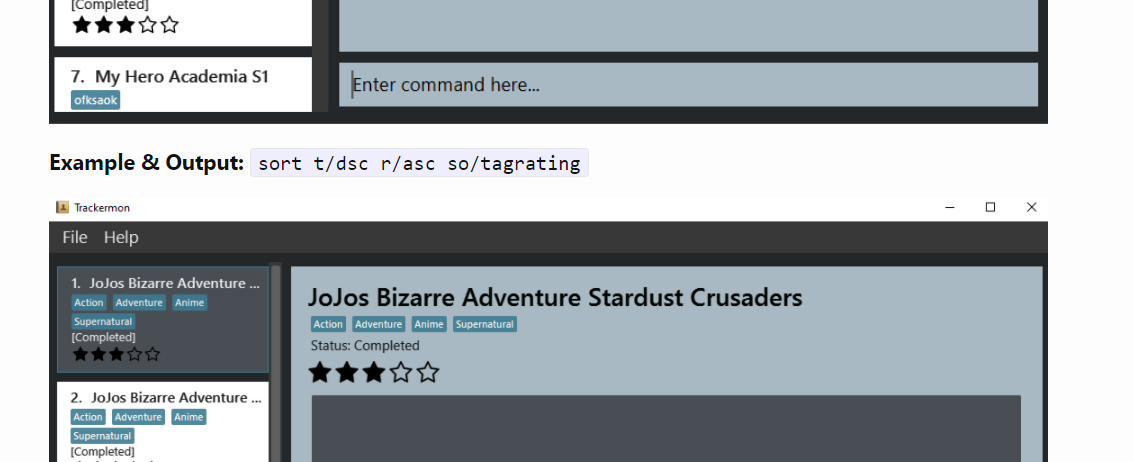 [Completed]
7. My Hero Academia S1
ofksaok
Enter command here...
Example & Output: sort t/dsc r/asc so/tagrating
Trackermon
File Help
1. JoJos Bizarre Adventure ...
Action Adventure Anime
Supernatural
[Completed]
2. JoJos Bizarre Adventure ...
Action Adventure Anime
Supernatural
[Completed]
JoJos Bizarre Adventure Stardust Crusaders
Action Adventure Anime Supernatural
Status: Completed